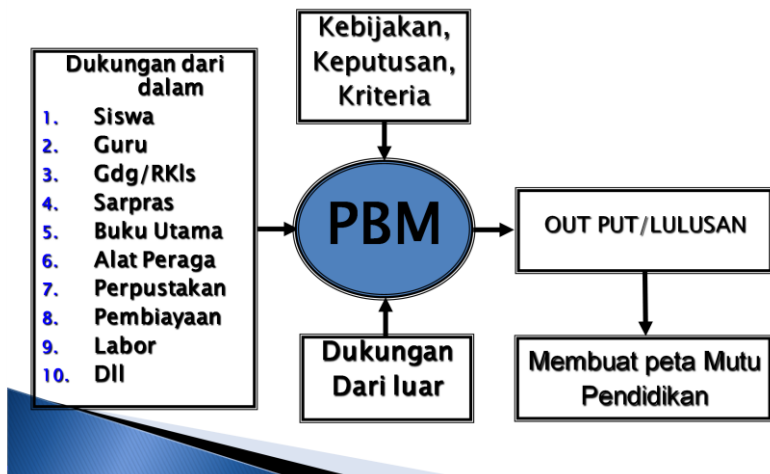 Dukungan dari
dalam
1. Siswa
2. Guru
3. Gdg/RKls
4. Sarpras
5. Buku Utama
6. Alat Peraga
7. Perpustakan
8. Pembiayaan
9. Labor
10. Dll
Kebijakan,
Keputusan,
Kriteria
PBM
Dukungan
Dari luar
OUT PUT/LULUSAN
Membuat peta Mutu
Pendidikan